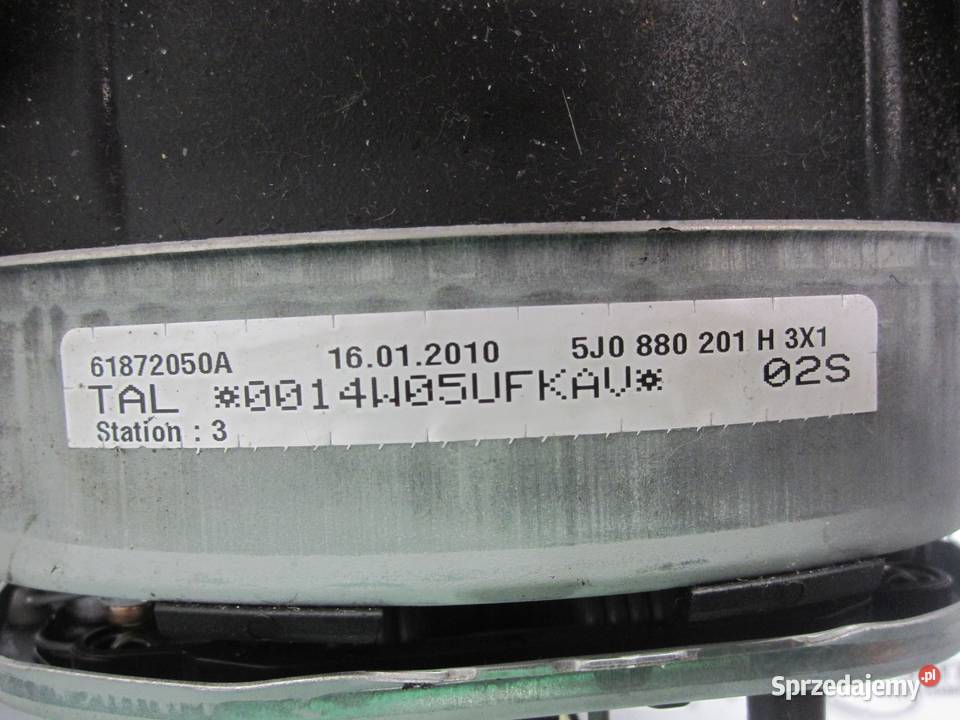 61872050A 16.01.2010 5J0 880 201 H 3X1
TAL *0014W05UFKAV* 02S
Station : 3
Sprzedajemy.pl